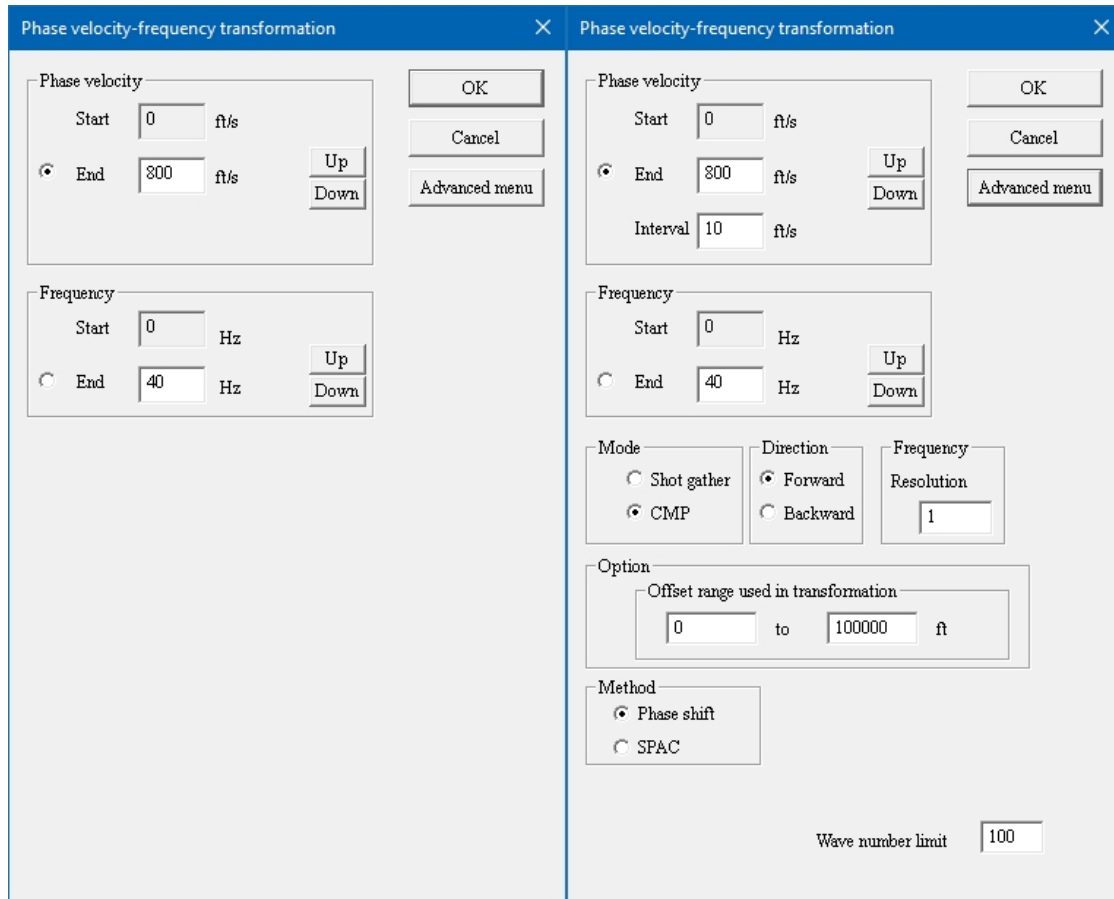 Phase velocity-frequency transformation
Phase velocity
OK
Start 0 ft/s
Cancel
End 800 ft/s
Up
Down
Advanced menu
Frequency
Start 0 Hz
End 40 Hz
Up
Down
Phase velocity-frequency transformation
Phase velocity
OK
Start 0 ft/s
Cancel
End 800 ft/s
Up
Down
Advanced menu
Interval 10 ft/s
Frequency
Start 0 Hz
End 40 Hz
Up
Down
Mode
Shot gather
CMP
Direction
Forward
Backward
Frequency
Resolution
1
Option
Offset range used in transformation
0 to 100000 ft
Method
Phase shift
SPAC
Wave number limit 100